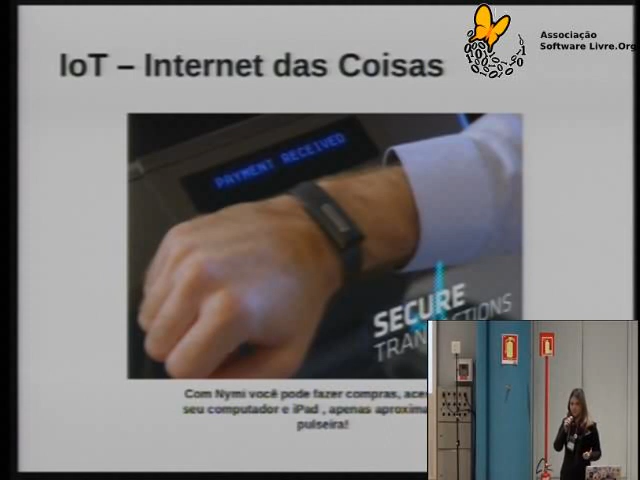 Associação
Software Livre.Org
IoT – Internet das Coisas
PAYMENT RECEIVED
SECURE
TRANSACTIONS
Com Nymi você pode fazer compras,
seu computador e iPad , apenas
pulseira!